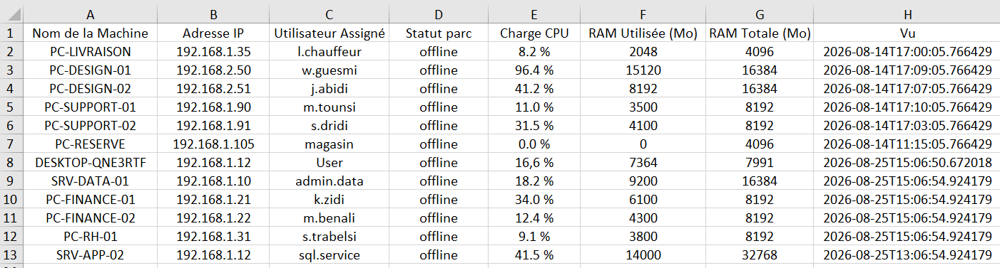 A B C D E F G H
1 Nom de la Machine Adresse IP Utilisateur Assigné Statut parc Charge CPU RAM Utilisée (Mo) RAM Totale (Mo) Vu
2 PC-LIVRAISON 192.168.1.35 l.chauffeur offline 8.2 % 2048 4096 2026-08-14T17:00:05.766429
3 PC-DESIGN-01 192.168.2.50 w.guesmi offline 96.4 % 15120 16384 2026-08-14T17:09:05.766429
4 PC-DESIGN-02 192.168.2.51 j.abidi offline 41.2 % 8192 16384 2026-08-14T17:07:05.766429
5 PC-SUPPORT-01 192.168.1.90 m.tounsi offline 11.0 % 3500 8192 2026-08-14T17:10:05.766429
6 PC-SUPPORT-02 192.168.1.91 s.dridi offline 31.5 % 4100 8192 2026-08-14T17:03:05.766429
7 PC-RESERVE 192.168.1.105 magasin offline 0.0 % 0 4096 2026-08-14T11:15:05.766429
8 DESKTOP-QNE3RTF 192.168.1.12 User offline 16,6 % 7364 7991 2026-08-25T15:06:50.672018
9 SRV-DATA-01 192.168.1.10 admin.data offline 18.2 % 9200 16384 2026-08-25T15:06:54.924179
10 PC-FINANCE-01 192.168.1.21 k.zidi offline 34.0 % 6100 8192 2026-08-25T15:06:54.924179
11 PC-FINANCE-02 192.168.1.22 m.benali offline 12.4 % 4300 8192 2026-08-25T15:06:54.924179
12 PC-RH-01 192.168.1.31 s.trabelsi offline 9.1 % 3800 8192 2026-08-25T15:06:54.924179
13 SRV-APP-02 192.168.1.12 sql.service offline 41.5 % 14000 32768 2026-08-25T13:06:54.924179